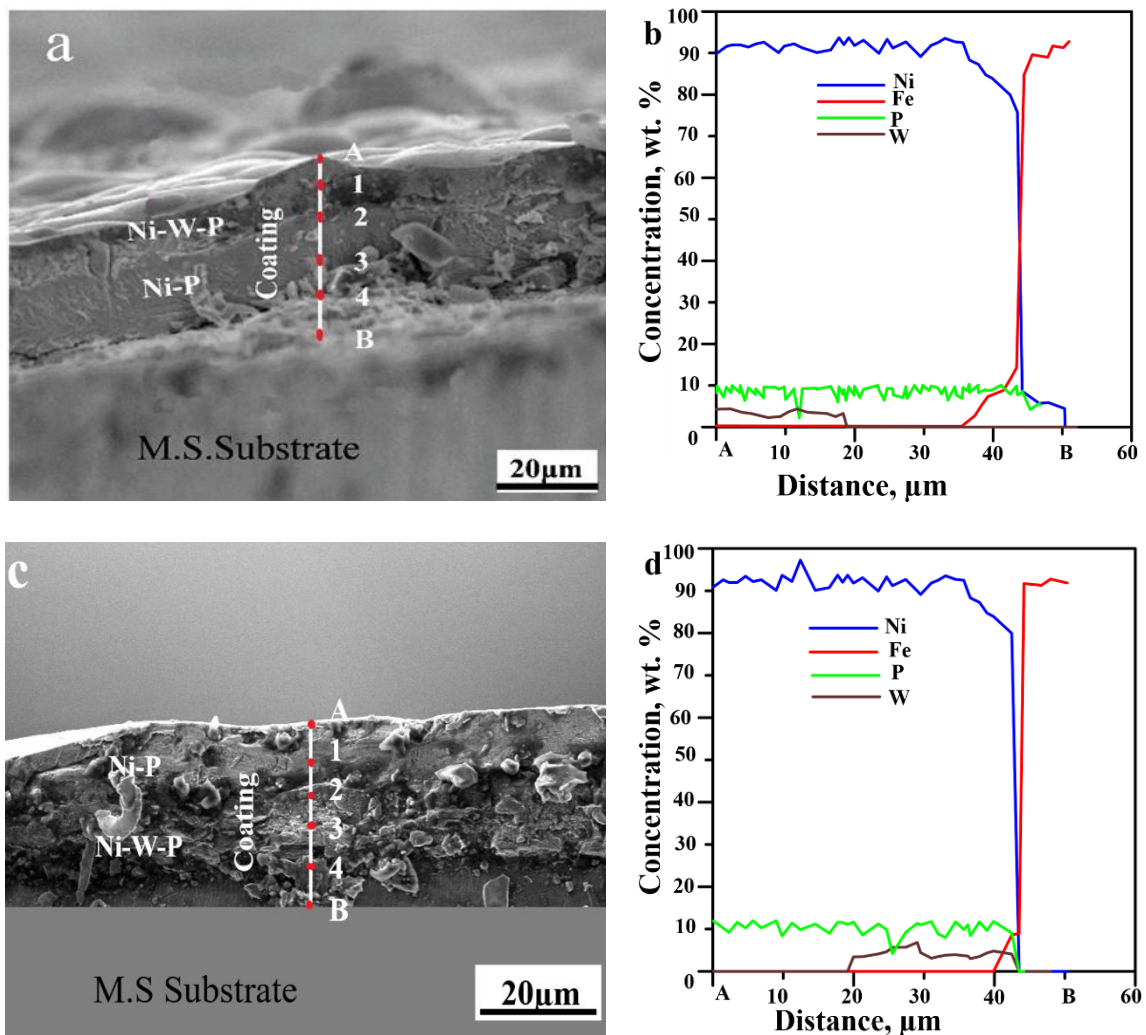 a
A
1
Ni-W-P
2
Coating
Ni-P
3
4
B
M.S.Substrate
20μm
b
100
90
80
70
60
50
40
30
20
10
0
Concentration, wt. %
Ni
Fe
P
W
A
10
20
30
40
B
60
Distance, μm
c
A
1
Ni-P
2
Coating
3
Ni-W-P
4
B
M.S Substrate
20μm
d
100
90
80
70
60
50
40
30
20
10
0
Concentration, wt. %
Ni
Fe
P
W
A
10
20
30
40
B
60
Distance, μm